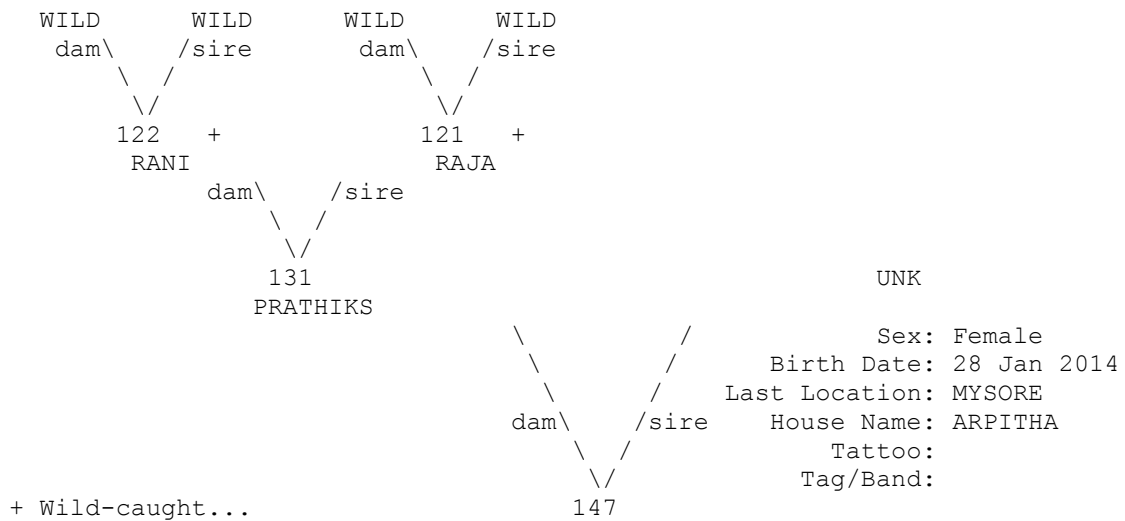 WILD WILD WILD WILD
dam\ /sire dam\ /sire
\ / \ /
\/ \/
122 + 121 +
RANI RAJA
dam\ /sire
\ /
\/
131 UNK
PRATHIKS
\ / Sex: Female
\ / Birth Date: 28 Jan 2014
\ / Last Location: MYSORE
dam\ /sire House Name: ARPITHA
\ / Tattoo:
\/ Tag/Band:
+ Wild-caught... 147